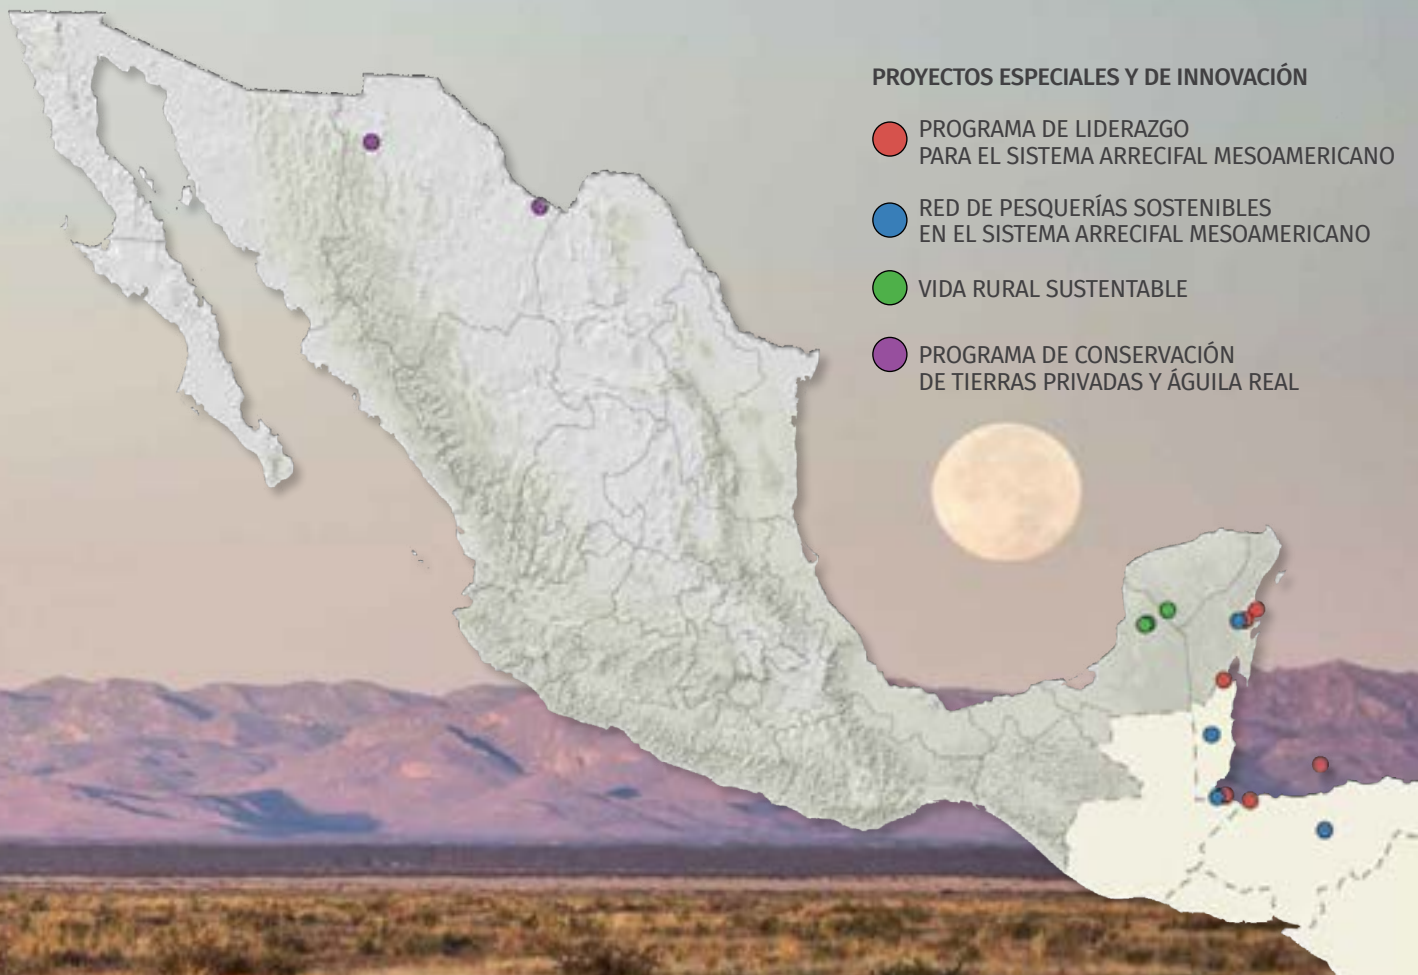 PROYECTOS ESPECIALES Y DE INNOVACIÓN
PROGRAMA DE LIDERAZGO
PARA EL SISTEMA ARRECIFAL MESOAMERICANO
RED DE PESQUERÍAS SOSTENIBLES
EN EL SISTEMA ARRECIFAL MESOAMERICANO
VIDA RURAL SUSTENTABLE
PROGRAMA DE CONSERVACIÓN
DE TIERRAS PRIVADAS Y ÁGUILA REAL